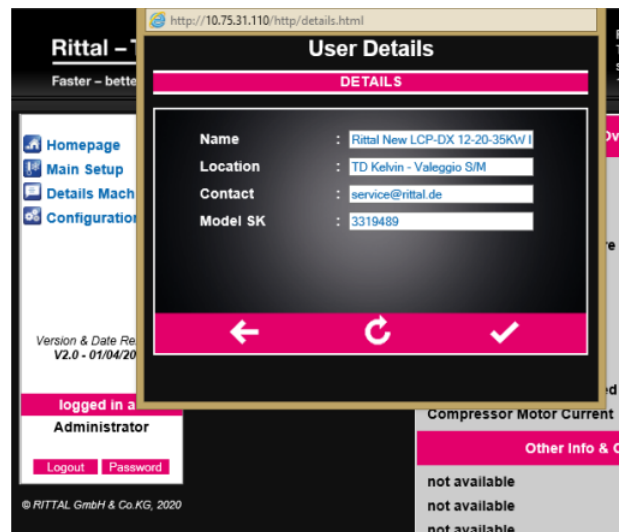 http://10.75.31.110/http/details.html
Rittal –
Faster – bette
User Details
DETAILS
Name : Rittal New LCP-DX 12-20-35KW I
Location : TD Kelvin - Valeggio S/M
Contact : service@rittal.de
Model SK : 3319489
Homepage
Main Setup
Details Mach
Configuration
Version & Date Re
V2.0 - 01/04/20
logged in a
Administrator
Logout Password
© RITTAL GmbH & Co.KG, 2020
Compressor Motor Current
Other Info &
not available
not available
not available